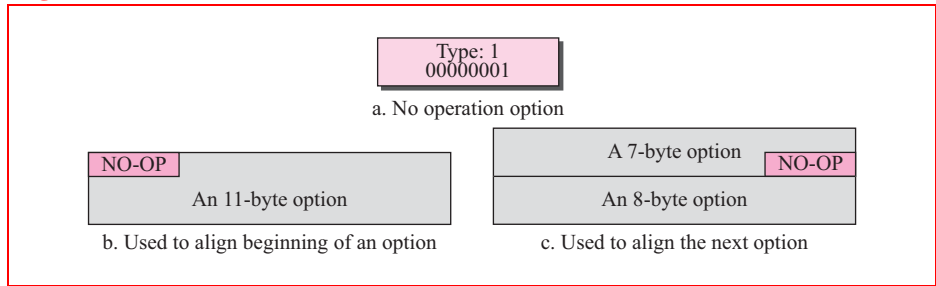 Type: 1
00000001
a. No operation option
NO-OP
An 11-byte option
b. Used to align beginning of an option
A 7-byte option
NO-OP
An 8-byte option
c. Used to align the next option